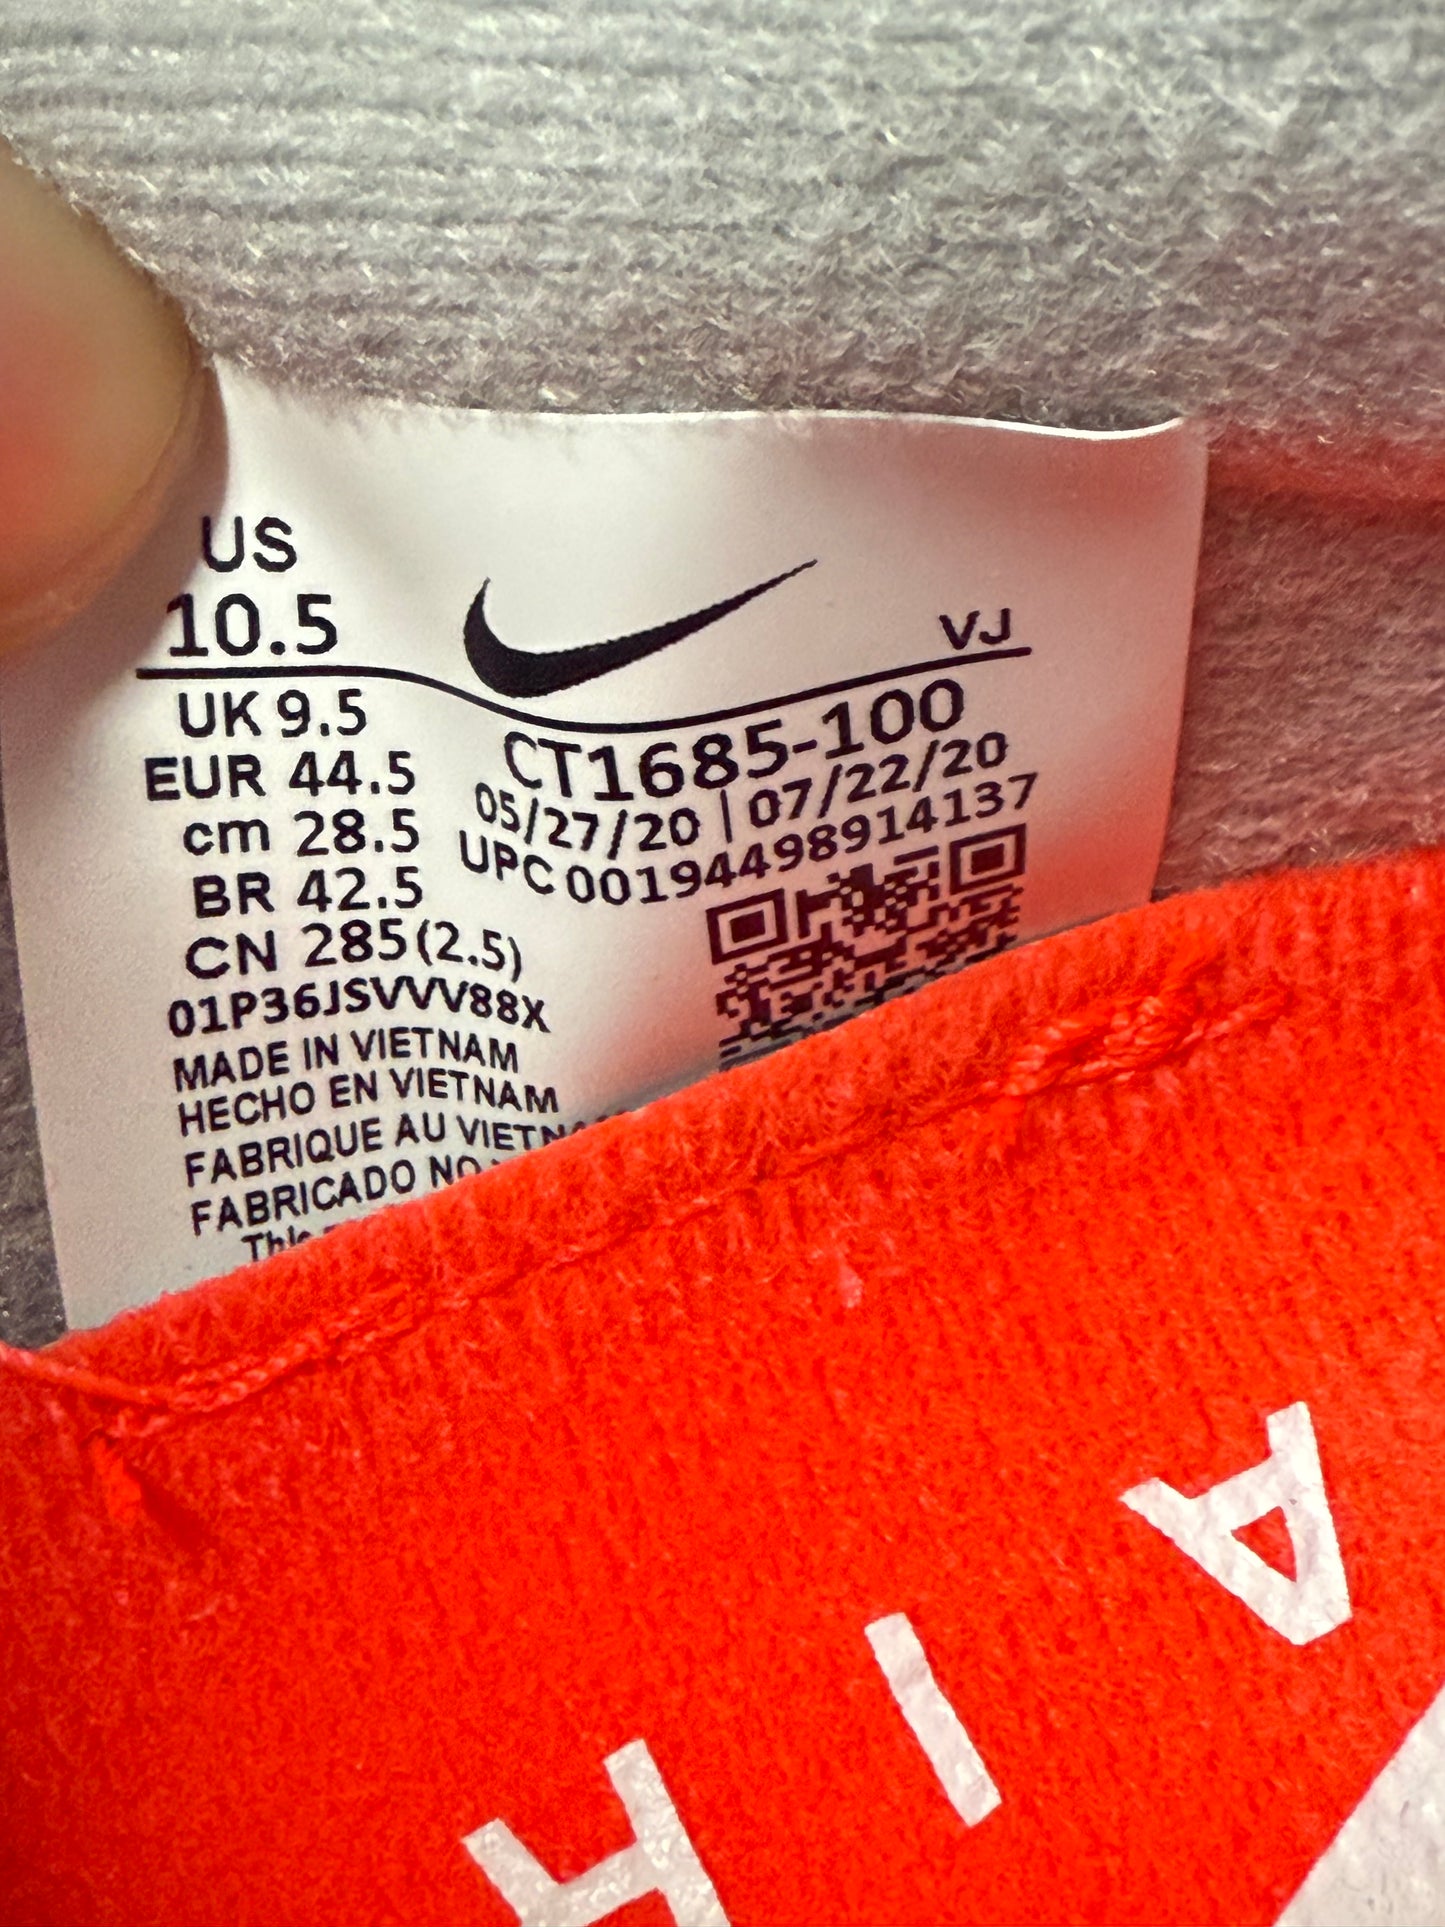 US
10.5
VJ
UK 9.5
EUR 44.5
cm 28.5
BR 42.5
CN 285(2.5)
01P36JSVVV88X
CT1685-100
05/27/20 | 07/22/20
UPC 00194498914137
MADE IN VIETNAM
HECHO EN VIETNAM
FABRIQUE AU
FABRICADO NO
A I R